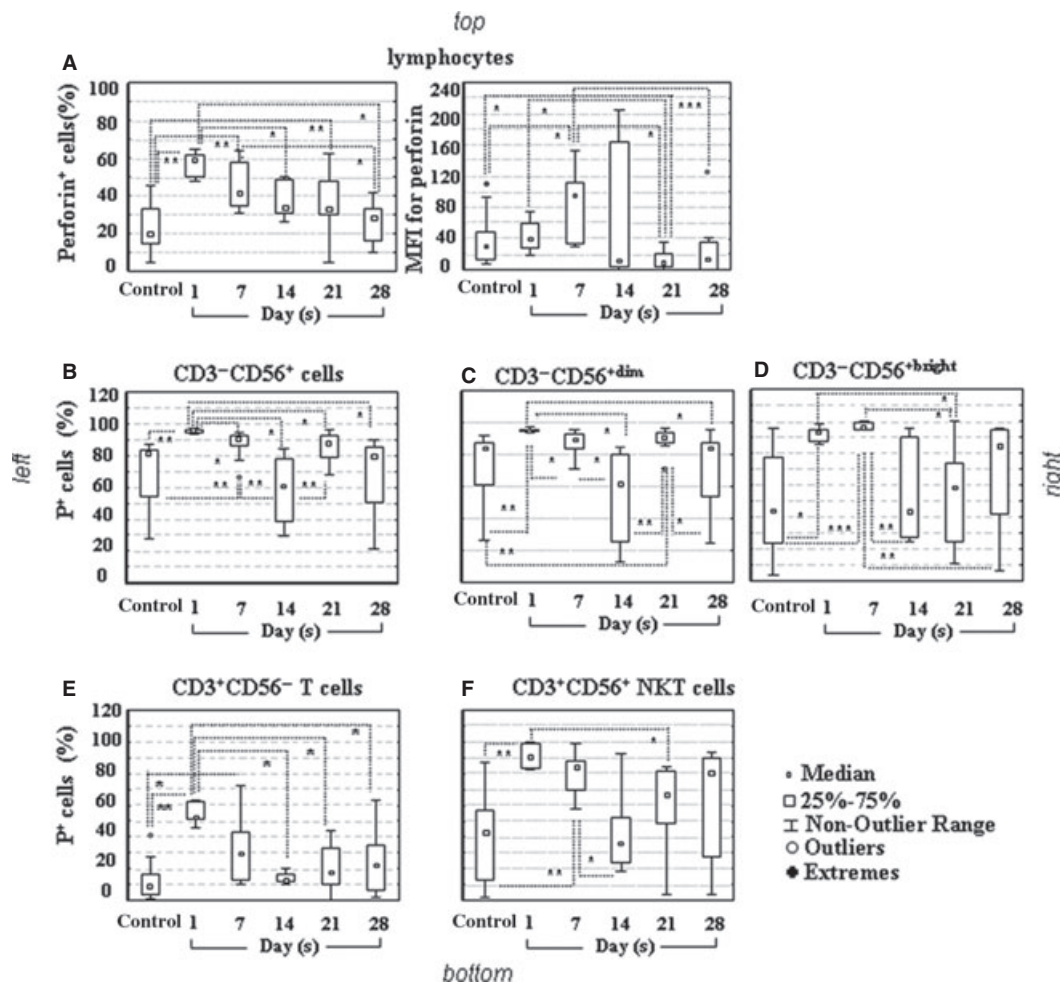 top
A
lymphocytes
Perforin⁺ cells(%)
100
80
60
40
20
0
Control 1 7 14 21 28
Day (s)
MFI for perforin
240
200
160
120
80
40
0
Control 1 7 14 21 28
Day (s)
** ** * ** * *
* * * * ***
left
B
CD3⁻CD56⁺ cells
P⁺ cells (%)
120
100
80
60
40
20
0
Control 1 7 14 21 28
Day (s)
C
CD3⁻CD56⁺dim
Control 1 7 14 21 28
Day (s)
D
CD3⁻CD56⁺bright
Control 1 7 14 21 28
Day (s)
right
E
CD3⁺CD56⁻ T cells
P⁺ cells (%)
120
100
80
60
40
20
0
Control 1 7 14 21 28
Day (s)
F
CD3⁺CD56⁺ NKT cells
Control 1 7 14 21 28
Day (s)
Median
25%-75%
Non-Outlier Range
Outliers
Extremes
bottom